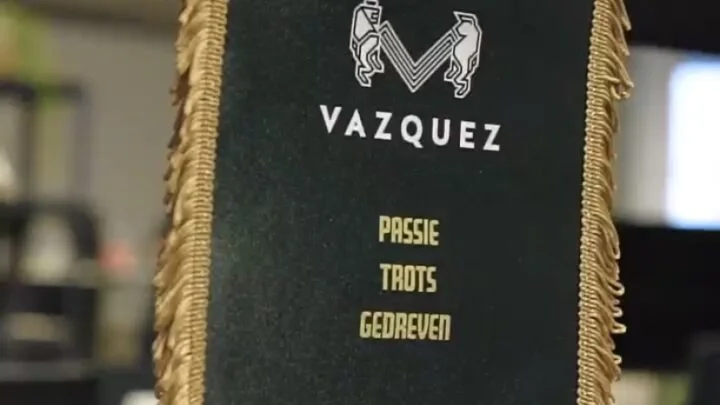 VAZQUEZ
PASSIE
TROTS
GEDREVEN